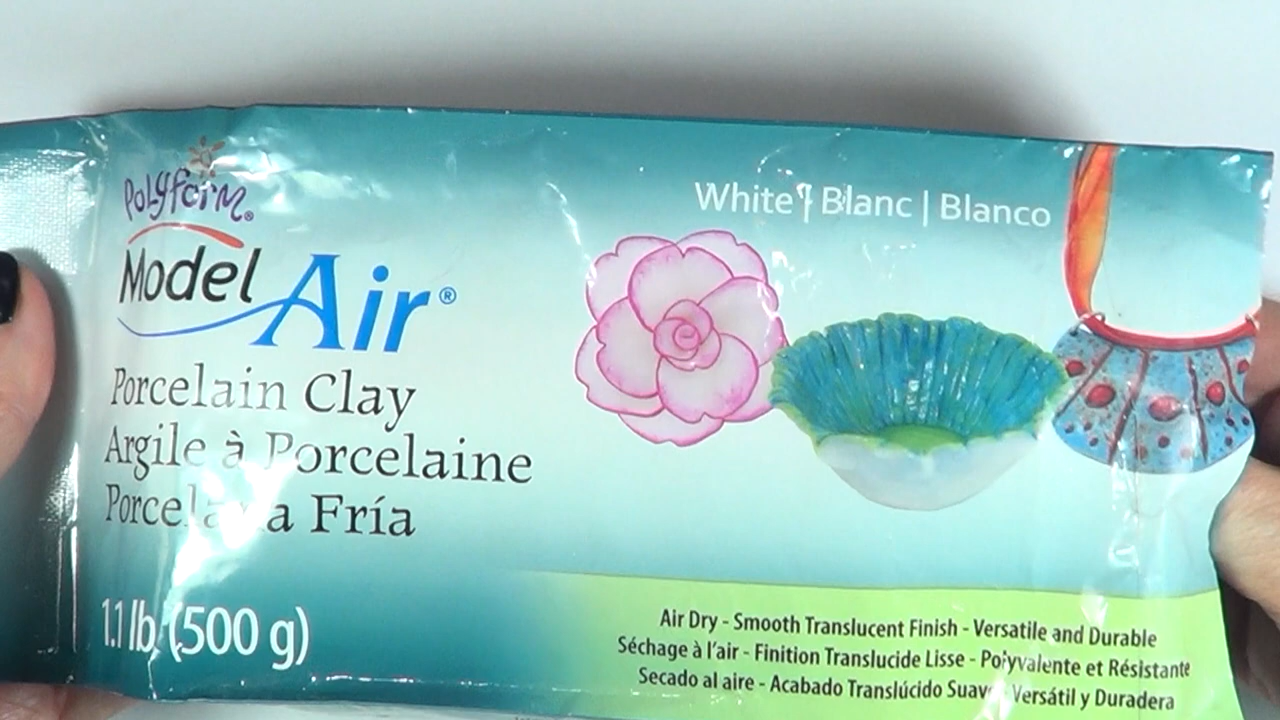 Polyform®
Model Air®
Porcelain Clay
Argile à Porcelaine
Fría
1.1 lb (500 g)
White | Blanc | Blanco
Air Dry - Smooth Translucent Finish - Versatile and Durable
Séchage à l'air - Finition Translucide Lisse - Polyvalente et Résistante
Secado al aire - Acabado Translúcido Suave - Versátil y Duradera